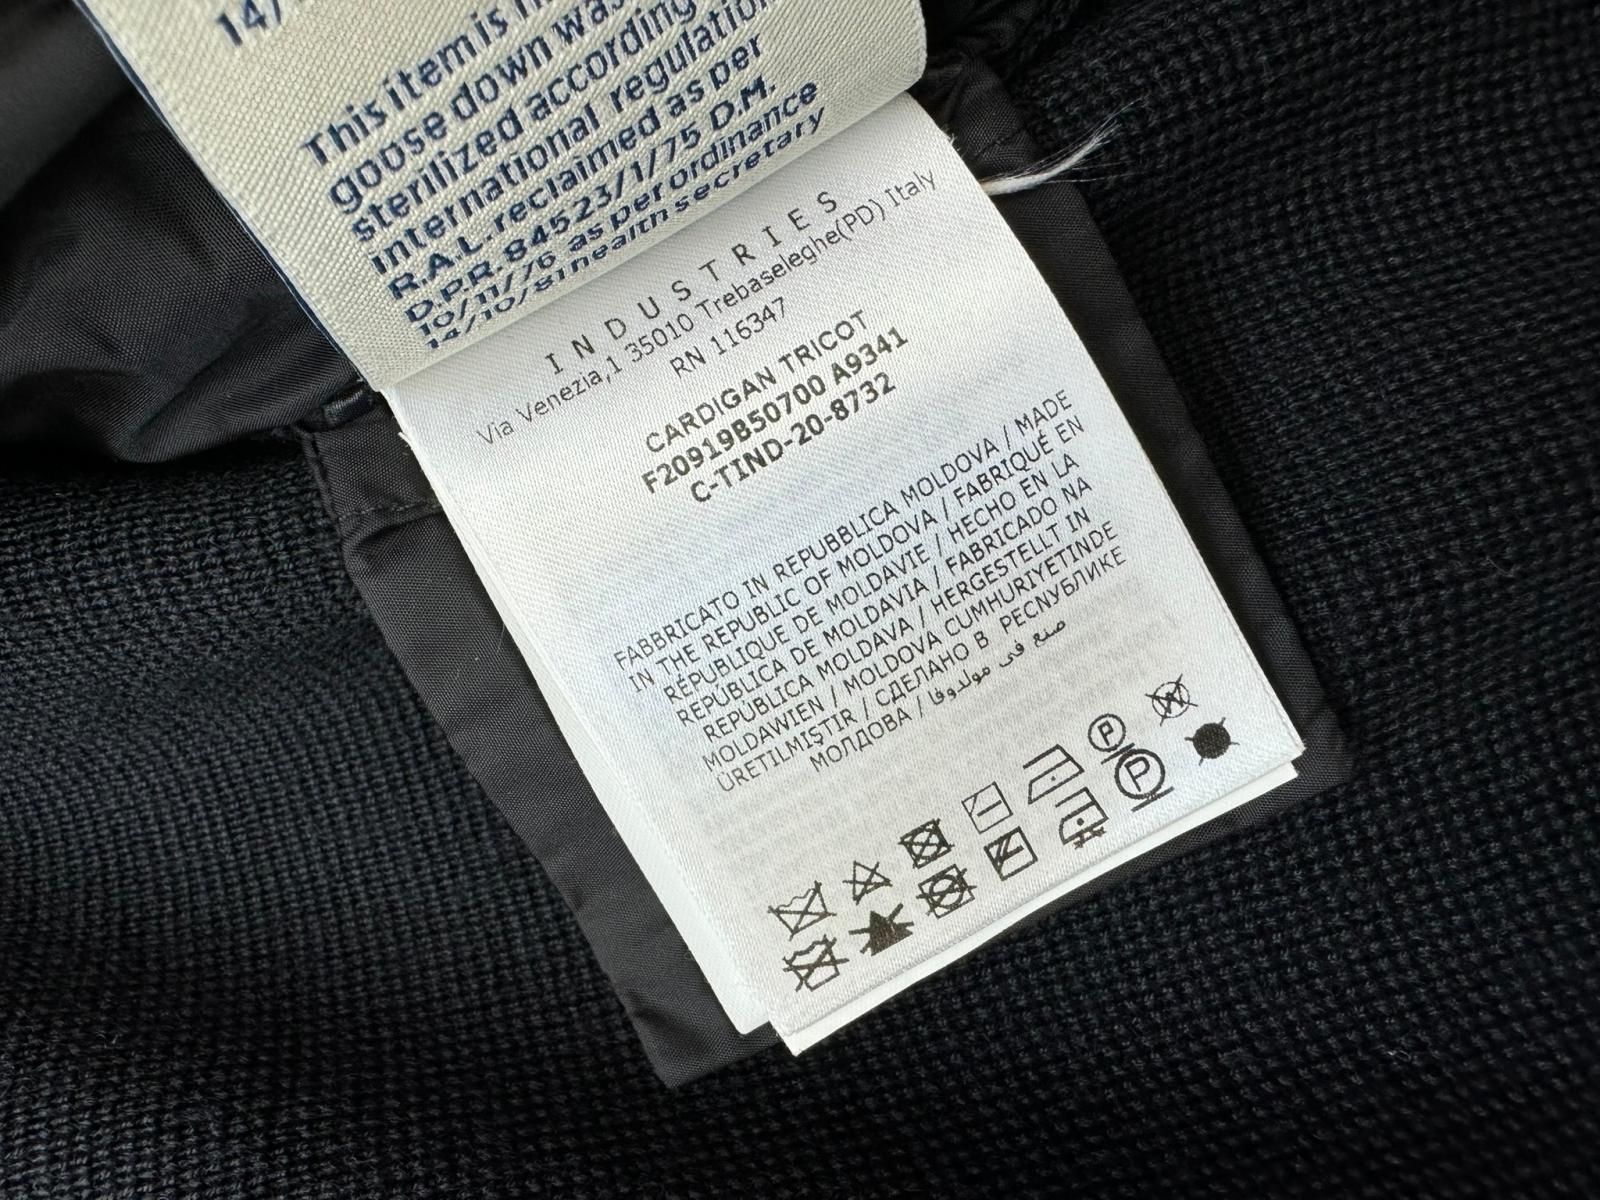 14/
This item is
goose down was
sterilized according
international regulation
R.A.L.-reclaimed as per
D.P.R. 84523/1/75 D.M.
10/11/76 as per ordinance
14/10/81 health secretary
INDUSTRIES
Via Venezia,1 35010 Trebaseleghe(PD) Italy
RN 116347
CARDIGAN TRICOT
F20919B50700 A9341
C-TIND-20-8732
FABBRICATO IN REPUBBLICA MOLDOVA / MADE
IN THE REPUBLIC OF MOLDOVA / FABRIQUÉ EN
RÉPUBLIQUE DE MOLDAVIE / HECHO EN LA
REPÚBLICA DE MOLDAVIA / FABRICADO NA
REPUBLICA MOLDAVA / HERGESTELLT IN
MOLDAWIEN / MOLDOVA CUMHURIYETINDE
ÜRETILMIŞTIR / СДЕЛАНО В РЕСПУБЛИКЕ
МОЛДОВА / صنع في مولدوفا
P
W
P